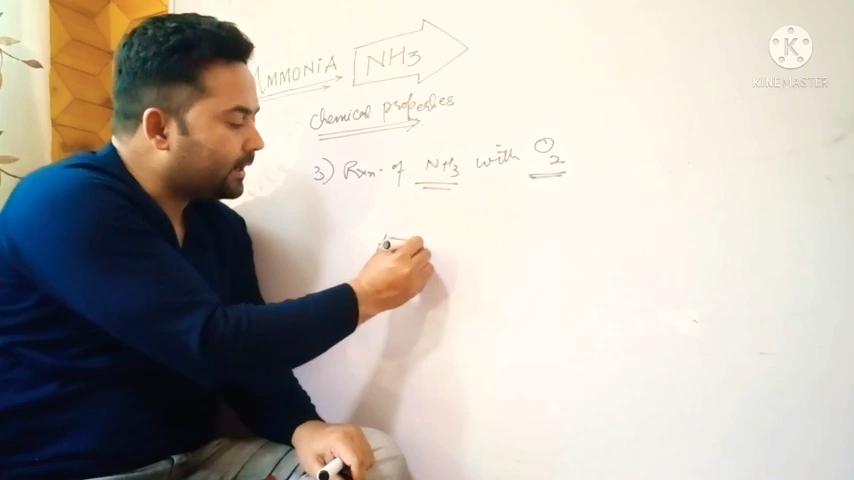 AMMONIA NH3
chemical properties
3) Rxn. of NH3 with O2
K
KINEMASTER